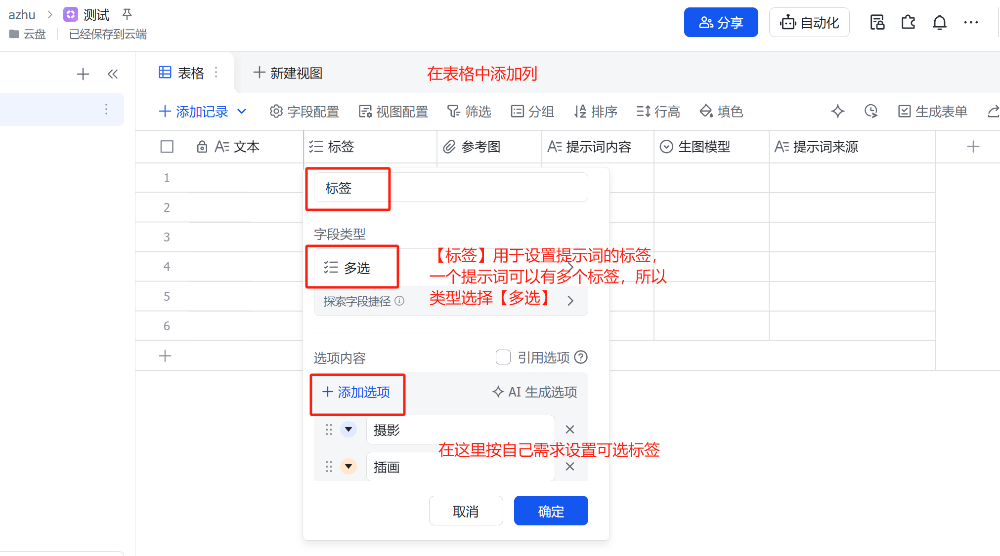 azhu
测试
云盘
已经保存到云端
分享
自动化
表格
新建视图
在表格中添加列
添加记录
字段配置
视图配置
筛选
分组
排序
行高
填色
生成表单
文本
标签
参考图
提示词内容
生图模型
提示词来源
1
2
3
4
5
6
标签
字段类型
多选
探索字段捷径
【标签】用于设置提示词的标签，
一个提示词可以有多个标签，所以
类型选择【多选】
选项内容
引用选项
添加选项
AI 生成选项
摄影
在这里按自己需求设置可选标签
插画
取消
确定